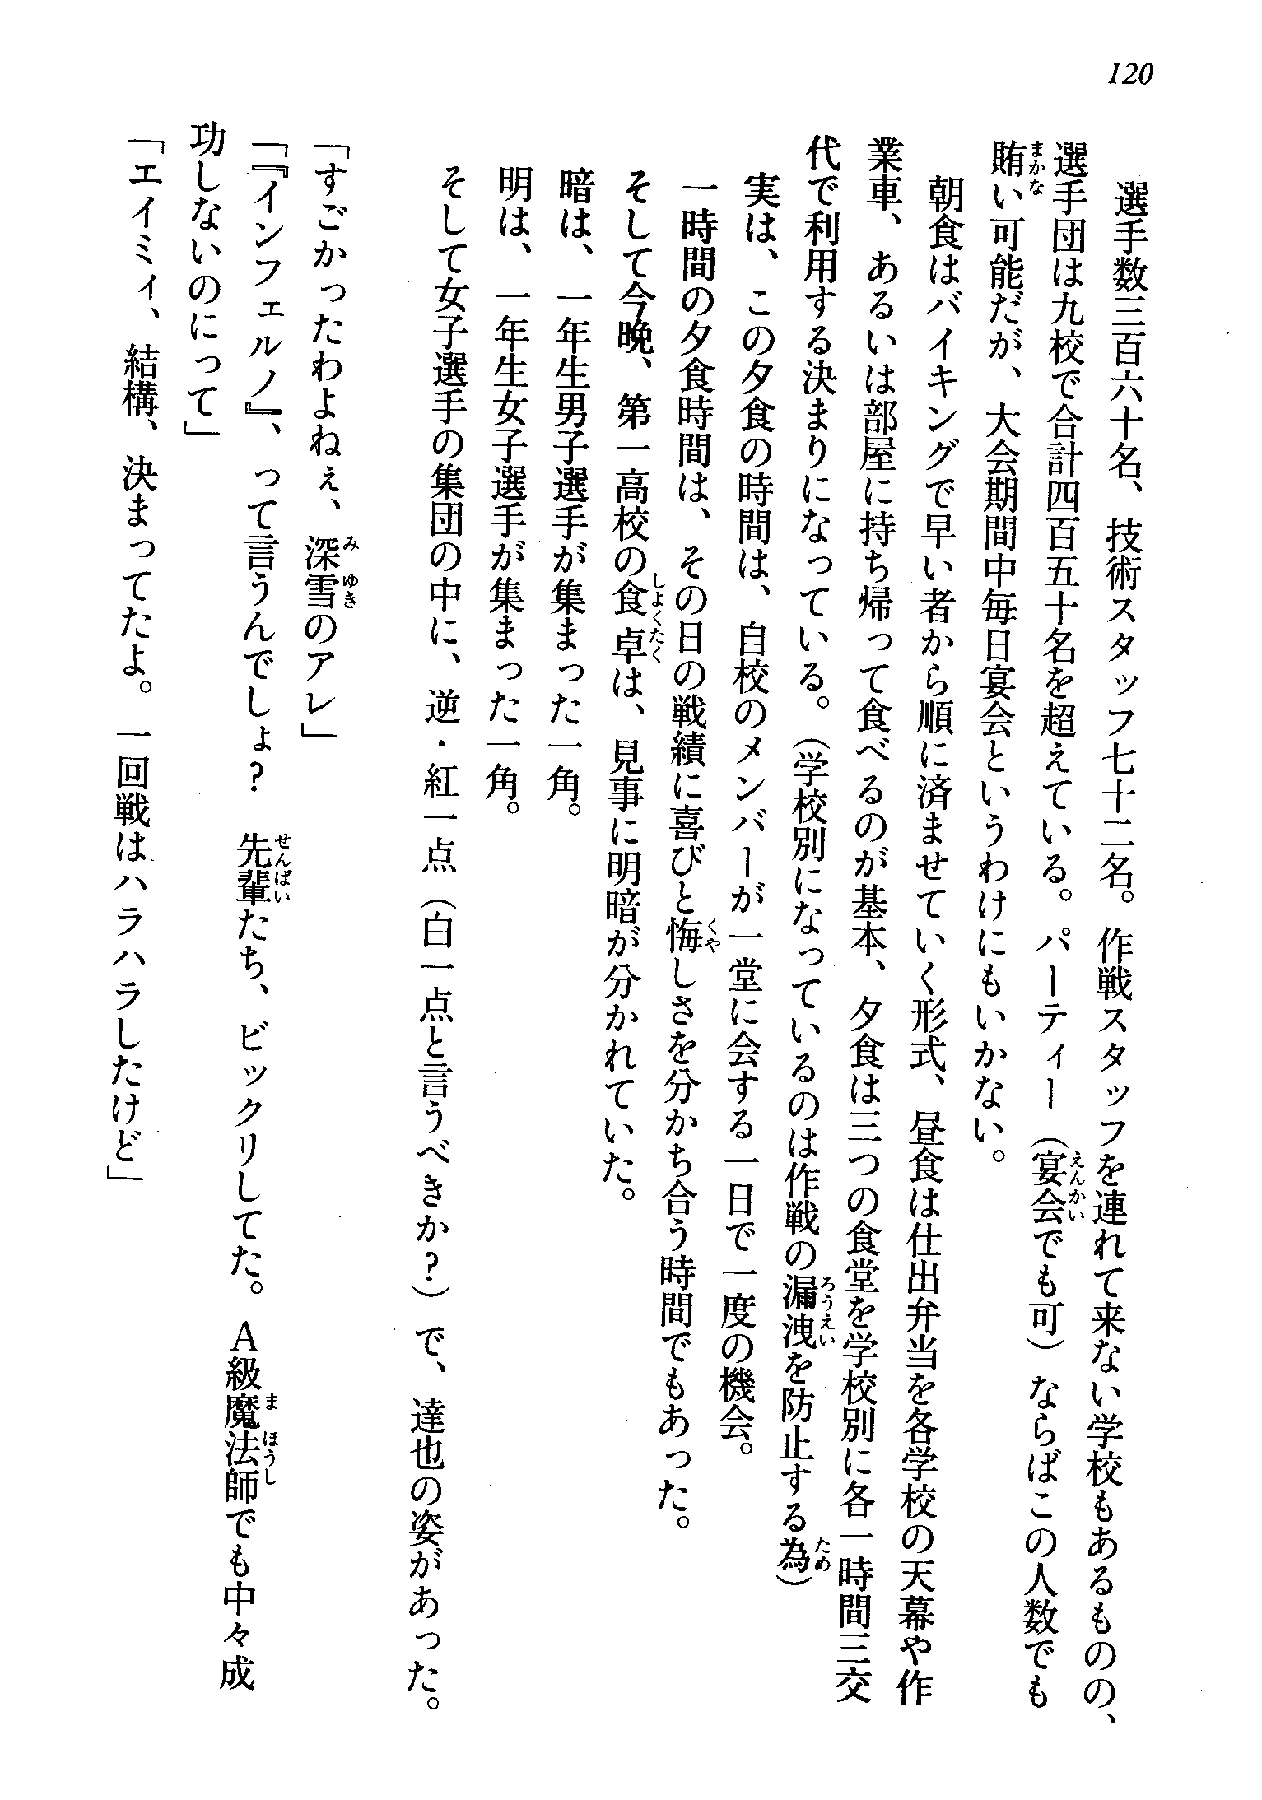 120
選手数三百六十名、技術スタッフ七十二名。作戦スタッフを連れて来ない学校もあるものの、
選手団は九校で合計四百五十名を超えている。パーティー（宴会でも可）ならばこの人数でも
賄い可能だが、大会期間中毎日宴会というわけにもいかない。
朝食はバイキングで早い者から順に済ませていく形式、昼食は仕出弁当を各学校の天幕や作
業車、あるいは部屋に持ち帰って食べるのが基本、夕食は三つの食堂を学校別に各一時間三交
代で利用する決まりになっている。（学校別になっているのは作戦の漏洩を防止する為）
実は、この夕食の時間は、自校のメンバーが一堂に会する一日で一度の機会。
一時間の夕食時間は、その日の戦績に喜びと悔しさを分かち合う時間でもあった。
そして今晩、第一高校の食卓は、見事に明暗が分かれていた。
暗は、一年生男子選手が集まった一角。
明は、一年生女子選手が集まった一角。
そして女子選手の集団の中に、逆・紅一点（白一点と言うべきか？）で、達也の姿があった。
「すごかったわよねぇ、深雪のアレ」
「『インフェルノ』、って言うんでしょ？　先輩たち、ビックリしてた。Ａ級魔法師でも中々成
功しないのにって」
「エイミィ、結構、決まってたよ。一回戦はハラハラしたけど」